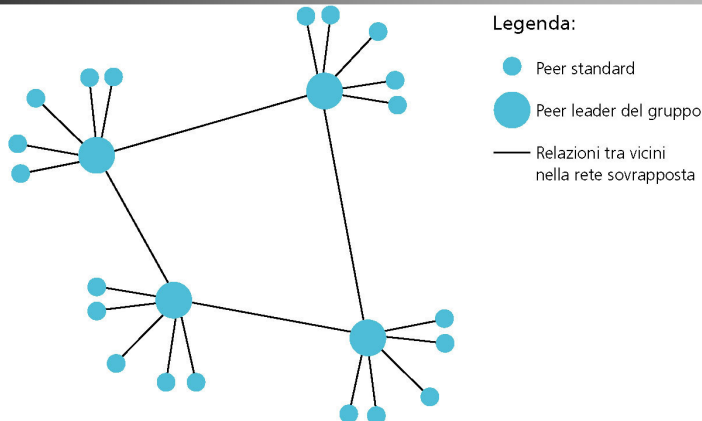 Legenda:
Peer standard
Peer leader del gruppo
Relazioni tra vicini
nella rete sovrapposta